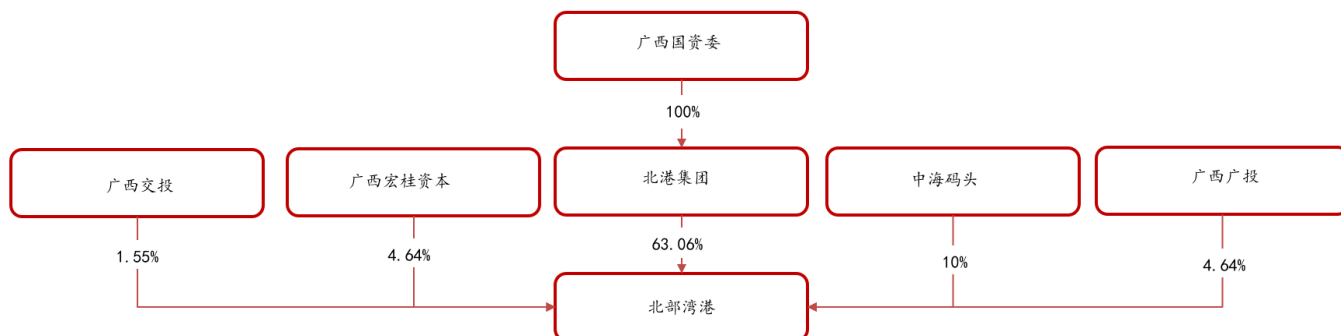 广西国资委
100%
广西交投
广西宏桂资本
北港集团
中海码头
广西广投
1.55%
4.64%
63.06%
10%
4.64%
北部湾港